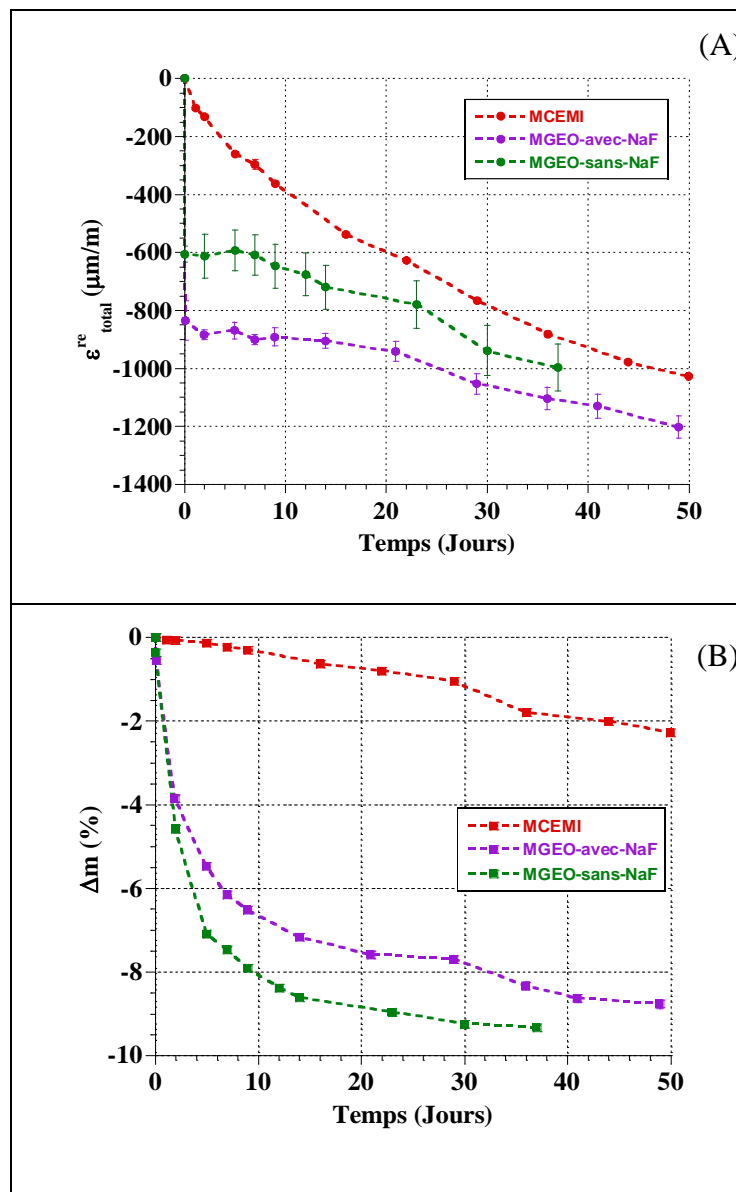 (A)
0
-200
-400
-600
-800
-1000
-1200
-1400
ε^re_total (µm/m)
MCEMI
MGEO-avec-NaF
MGEO-sans-NaF
0 10 20 30 40 50
Temps (Jours)
(B)
0
-2
-4
-6
-8
-10
Δm (%)
MCEMI
MGEO-avec-NaF
MGEO-sans-NaF
0 10 20 30 40 50
Temps (Jours)